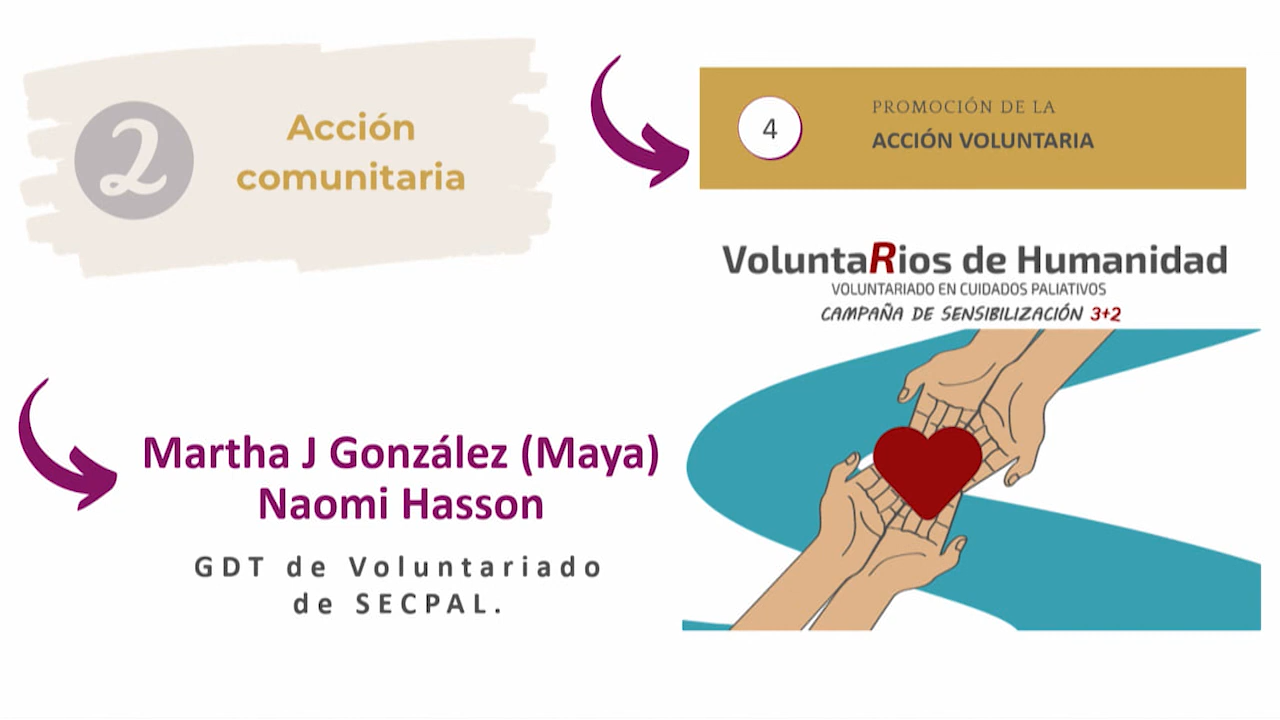 2
Acción
comunitaria
4
PROMOCIÓN DE LA
ACCIÓN VOLUNTARIA
VoluntaRios de Humanidad
VOLUNTARIADO EN CUIDADOS PALIATIVOS
CAMPAÑA DE SENSIBILIZACIÓN 3+2
Martha J González (Maya)
Naomi Hasson
GDT de Voluntariado
de SECPAL.